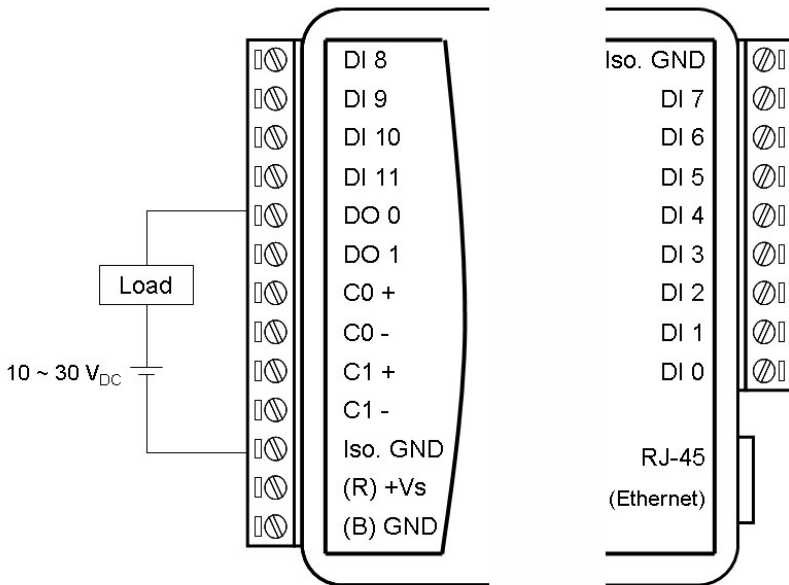 DI 8
DI 9
DI 10
DI 11
DO 0
DO 1
C0 +
C0 -
C1 +
C1 -
Iso. GND
(R) +Vs
(B) GND
Load
10 ~ 30 VDC
Iso. GND
DI 7
DI 6
DI 5
DI 4
DI 3
DI 2
DI 1
DI 0
RJ-45
(Ethernet)